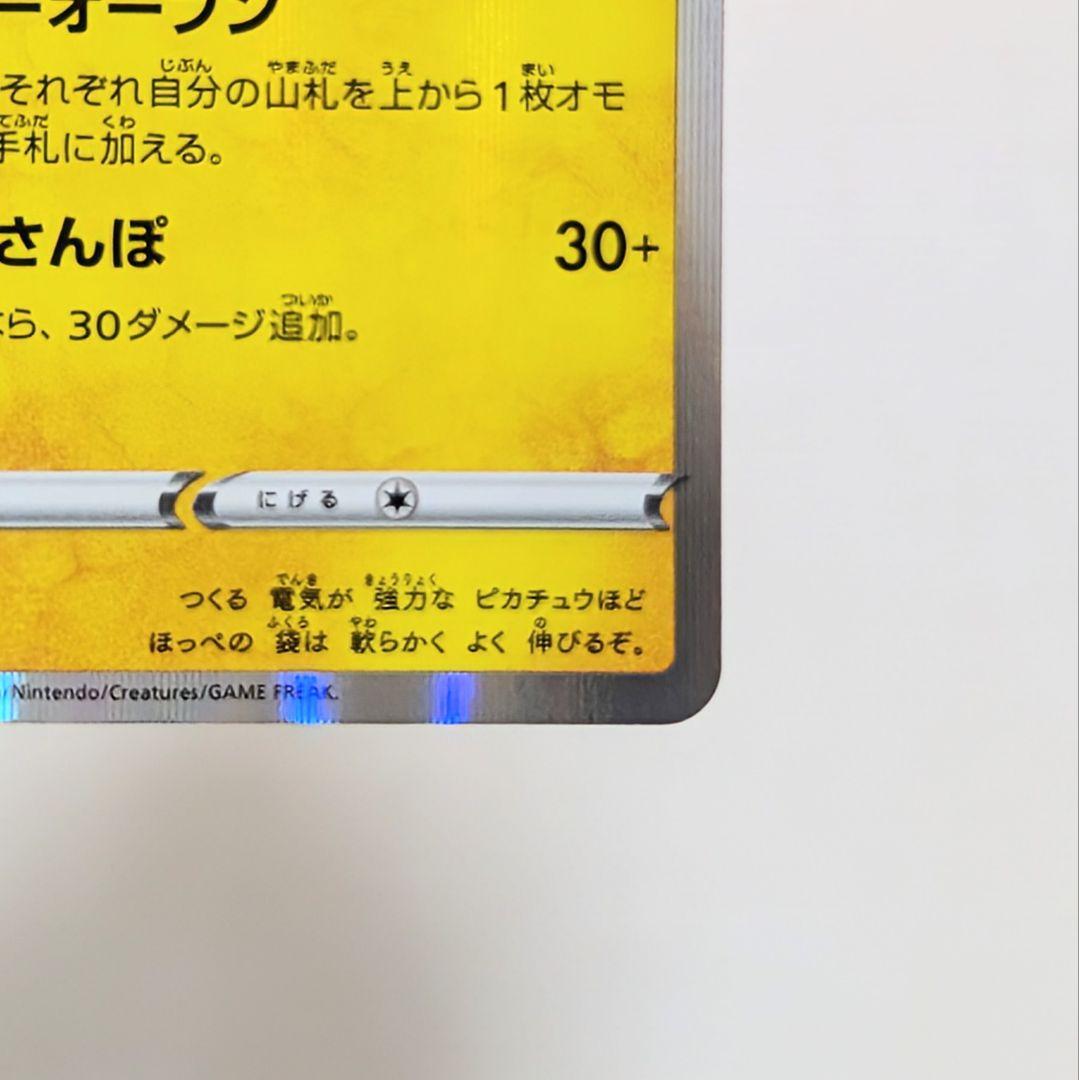 ーオープン
それぞれ自分の山札を上から1枚オモ
手札に加える。
さんぽ 30+
なら、30ダメージ追加。
にげる
つくる 電気が 強力な ピカチュウほど
ほっぺの 袋は 軟らかく よく 伸びるぞ。
/Nintendo/Creatures/GAME FREAK.